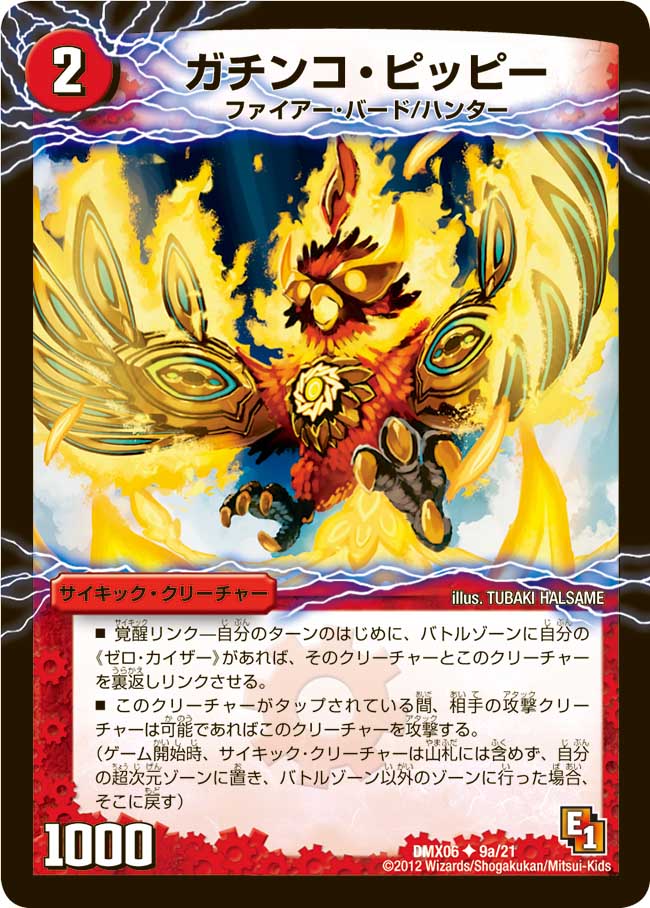 2
ガチンコ・ピッピー
ファイアー・バード/ハンター
サイキック・クリーチャー
illus. TUBAKI HALSAME
■ 覚醒リンク―自分のターンのはじめに、バトルゾーンに自分の
《ゼロ・カイザー》があれば、そのクリーチャーとこのクリーチャー
を裏返しリンクさせる。
■ このクリーチャーがタップされている間、相手の攻撃クリー
チャーは可能であればこのクリーチャーを攻撃する。
(ゲーム開始時、サイキック・クリーチャーは山札には含めず、自分
の超次元ゾーンに置き、バトルゾーン以外のゾーンに行った場合、
そこに戻す)
1000
E1
DMX06 ◆ 9a/21
©2012 Wizards/Shogakukan/Mitsui-Kids